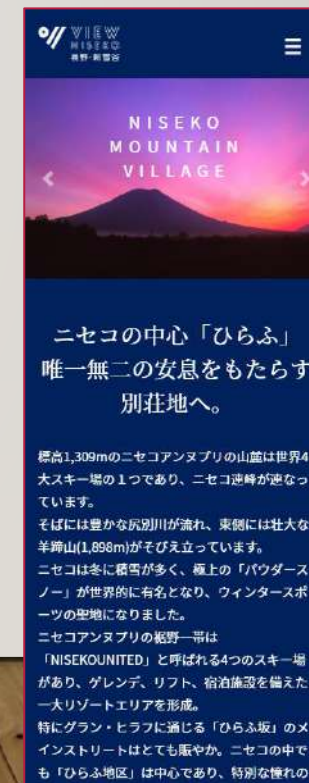 VIEW
NISEKO
NISEKO
MOUNTAIN
VILLAGE
ニセコの中心「ひらふ」
唯一無二の安息をもたらす
別荘地へ。
標高1,309mのニセコアンヌプリの山麓は世界4
大スキー場の１つであり、ニセコ連峰が連なっ
ています。
そばには豊かな尻別川が流れ、東側には壮大な
羊蹄山(1,898m)がそびえ立っています。
ニセコは冬に積雪が多く、極上の「パウダース
ノー」が世界的に有名となり、ウィンタースポ
ーツの聖地になりました。
ニセコアンヌプリの裾野一帯は
「NISEKOUNITED」と呼ばれる4つのスキー場
があり、ゲレンデ、リフト、宿泊施設を備えた
一大リゾートエリアを形成。
特にグラン・ヒラフに通じる「ひらふ坂」のメ
インストリートはとても賑やか。ニセコの中で
も「ひらふ地区」は中心であり、特別な憧れの